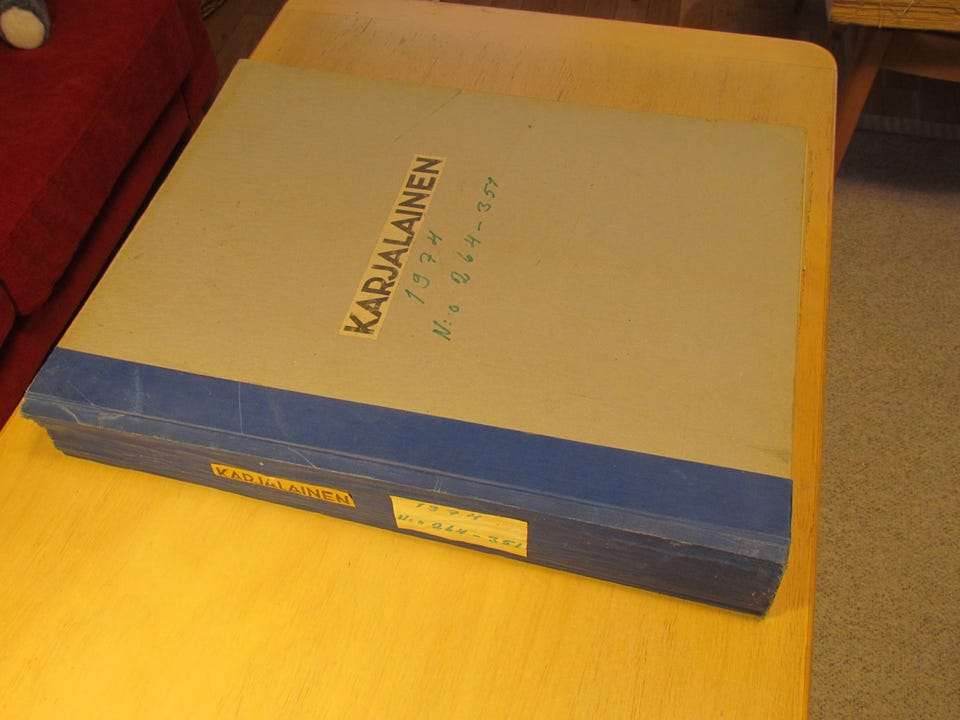 KARJALAINEN
1974
N:o 264-351
KARJALAINEN
1974
N:o 264-351